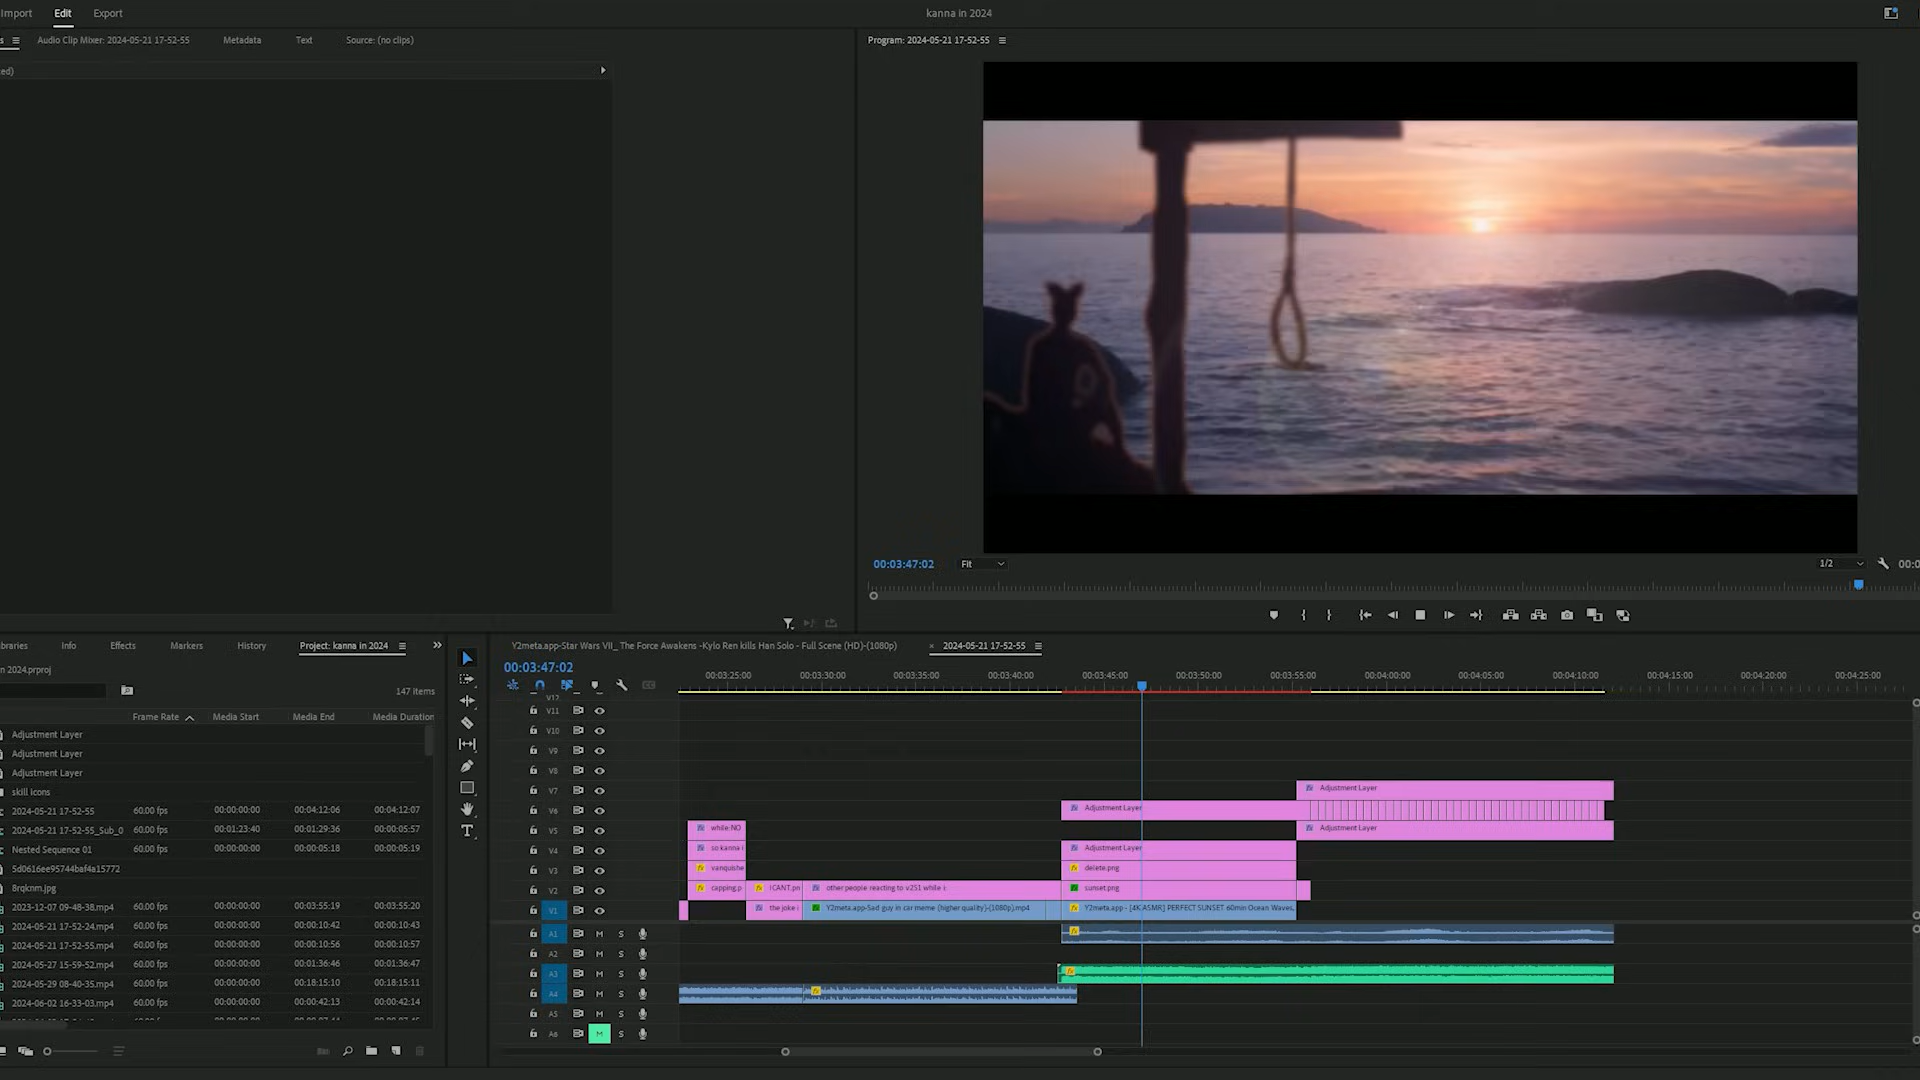 Import Edit Export
kanna in 2024
Audio Clip Mixer: 2024-05-21 17-52-55 Metadata Text Source: (no clips)
Program: 2024-05-21 17-52-55
00:03:47:02 Fit 1/2
Info Effects Markers History Project: kanna in 2024
in 2024.prproj
147 Items
Frame Rate Media Start Media End Media Duration
Adjustment Layer
Adjustment Layer
Adjustment Layer
skill icons
2024-05-21 17-52-55 60.00 fps 00:00:00:00 00:04:12:06 00:04:12:07
2024-05-21 17-52-55_Sub_0 60.00 fps 00:01:23:40 00:01:29:36 00:00:05:57
Nested Sequence 01 60.00 fps 00:00:00:00 00:00:05:18 00:00:05:19
5d0616ee95744baf4a15772
Brqknm.jpg
2023-12-07 09-48-38.mp4 60.00 fps 00:00:00:00 00:03:55:19 00:03:55:20
2024-05-21 17-52-24.mp4 60.00 fps 00:00:00:00 00:00:10:42 00:00:10:43
2024-05-21 17-52-55.mp4 60.00 fps 00:00:00:00 00:00:10:56 00:00:10:57
2024-05-27 15-59-52.mp4 60.00 fps 00:00:00:00 00:01:36:46 00:01:36:47
2024-05-29 08-40-35.mp4 60.00 fps 00:00:00:00 00:18:15:10 00:18:15:11
2024-06-02 16-33-03.mp4 60.00 fps 00:00:00:00 00:00:42:13 00:00:42:14
Y2meta.app-Star Wars VII_ The Force Awakens -Kylo Ren kills Han Solo - Full Scene (HD)-(1080p) × 2024-05-21 17-52-55
00:03:47:02
00:03:25:00 00:03:30:00 00:03:35:00 00:03:40:00 00:03:45:00 00:03:50:00 00:03:55:00 00:04:00:00 00:04:05:00 00:04:10:00 00:04:15:00 00:04:20:00 00:04:25:00
V12
V11
V10
V9
V8
V7 Adjustment Layer
V6 Adjustment Layer
V5 while:NO Adjustment Layer
V4 so kanna i Adjustment Layer
V3 vanquishe delete.png
V2 capping.p ICANT.pn other people reacting to v2S1 while i: sunset.png
V1 the joke i Y2meta.app-Sad guy in car meme (higher quality)-(1080p).mp4 Y2meta.app - [4K ASMR] PERFECT SUNSET 60min Ocean Waves,
A1 M S
A2 M S
A3 M S
A4 M S
A5 M S
A6 M S